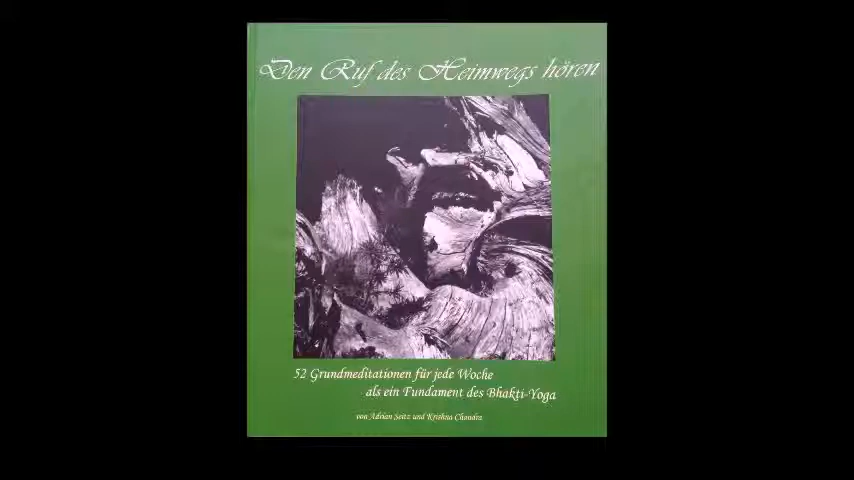 Den Ruf des Heimwegs hören
52 Grundmeditationen für jede Woche
als ein Fundament des Bhakti-Yoga
von Adrian Seitz und Krishna Chandra